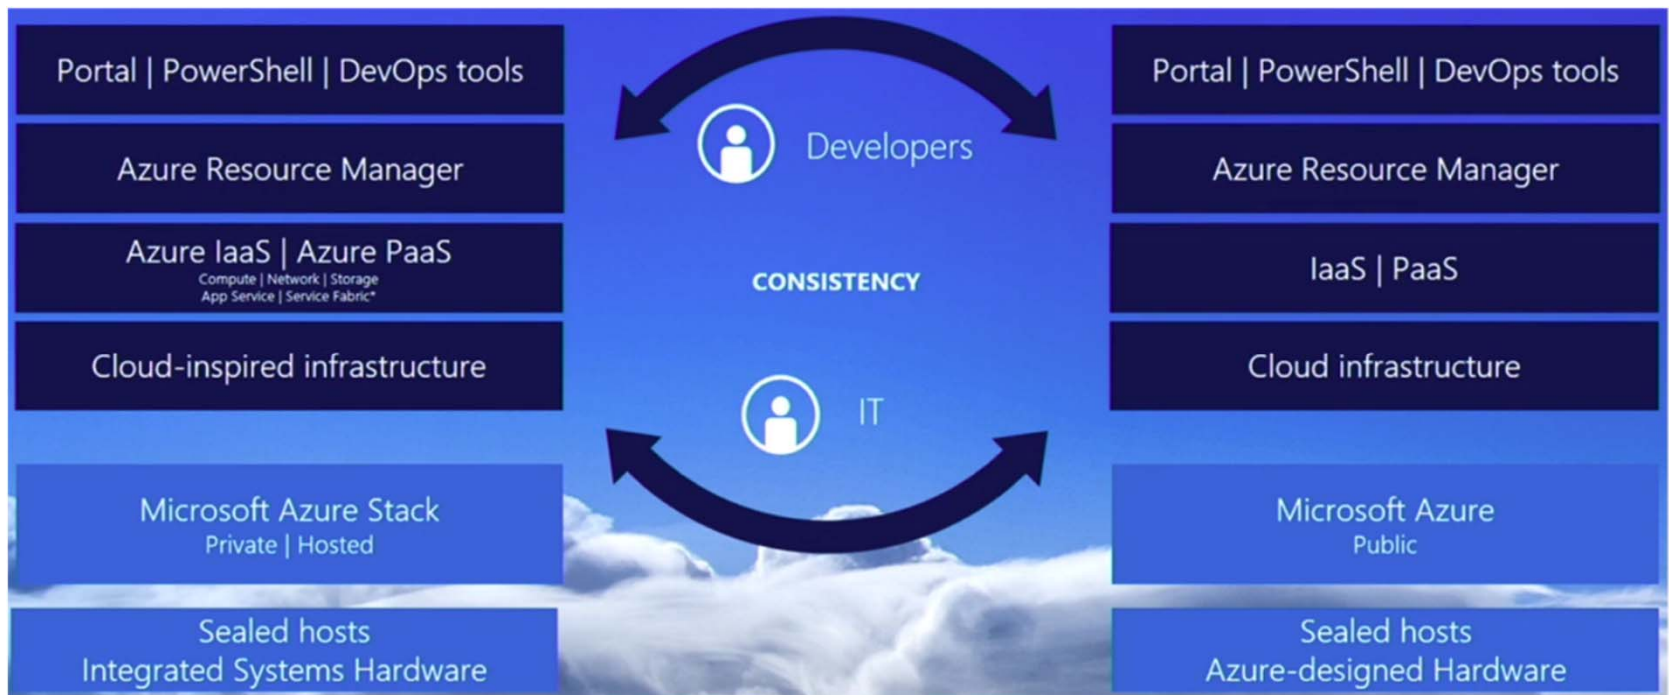 Portal | PowerShell | DevOps tools
Azure Resource Manager
Azure IaaS | Azure PaaS
Compute | Network | Storage
App Service | Service Fabric*
Cloud-inspired infrastructure
Microsoft Azure Stack
Private | Hosted
Sealed hosts
Integrated Systems Hardware
Developers
CONSISTENCY
IT
Portal | PowerShell | DevOps tools
Azure Resource Manager
IaaS | PaaS
Cloud infrastructure
Microsoft Azure
Public
Sealed hosts
Azure-designed Hardware